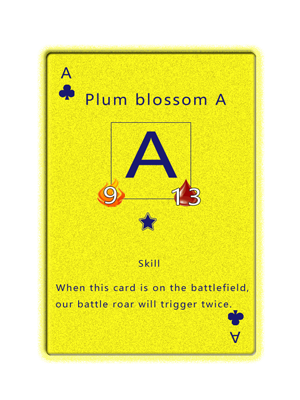 A
Plum blossom A
A
9 13
Skill
When this card is on the battlefield,
our battle roar will trigger twice.
A